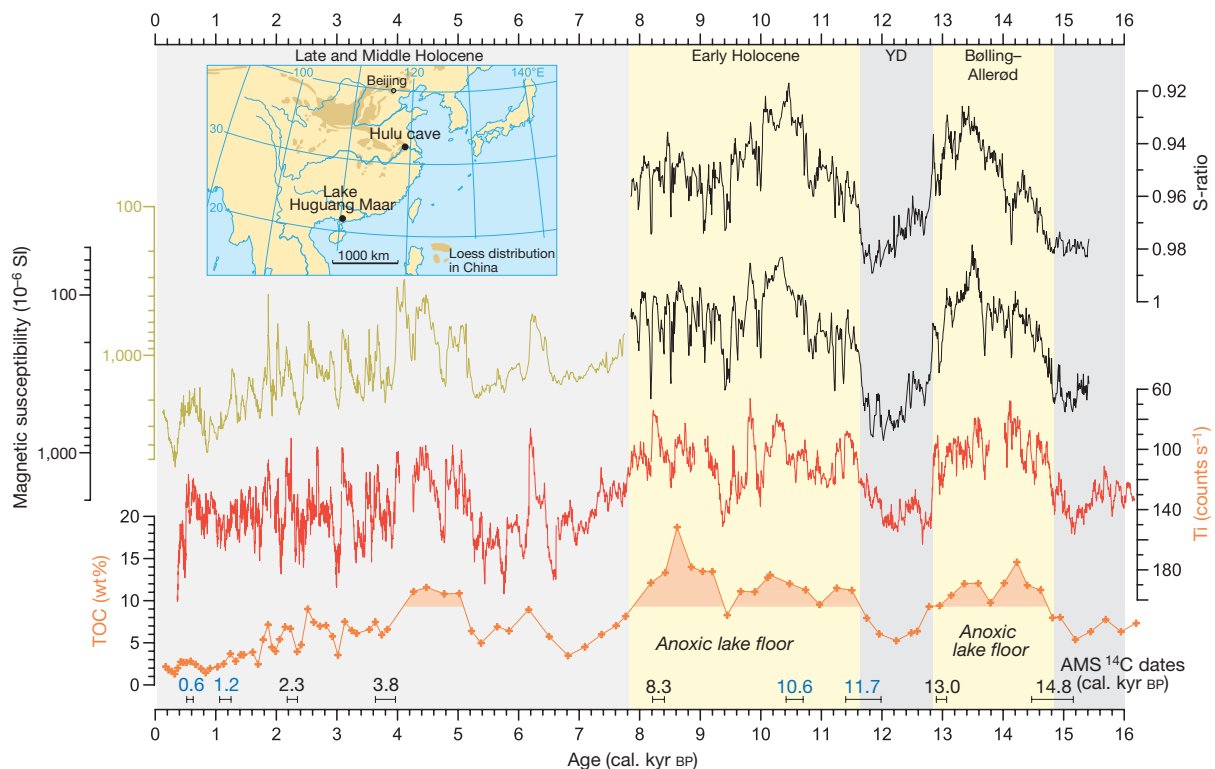 0 1 2 3 4 5 6 7 8 9 10 11 12 13 14 15 16
Late and Middle Holocene
Early Holocene
YD
Bølling–
Allerød
100
120
140°E
30
20
Beijing
Hulu cave
Lake
Huguang Maar
1000 km
Loess distribution
in China
100
1,000
Magnetic susceptibility (10⁻⁶ SI)
100
1,000
0.92
0.94
0.96
0.98
1
S-ratio
60
100
140
180
Ti (counts s⁻¹)
20
15
10
5
0
TOC (wt%)
Anoxic lake floor
Anoxic
lake floor
AMS ¹⁴C dates
(cal. kyr BP)
0.6 1.2 2.3 3.8 8.3 10.6 11.7 13.0 14.8
0 1 2 3 4 5 6 7 8 9 10 11 12 13 14 15 16
Age (cal. kyr BP)